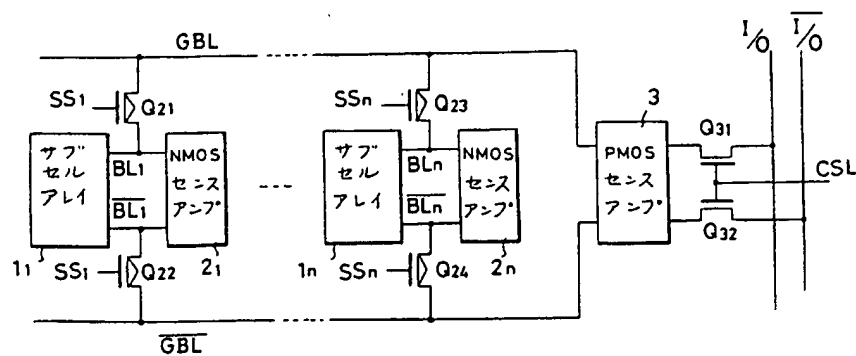 GBL
I/O
I/O
SS1
Q21
SSn
Q23
3
サブ
セル
アレイ
BL1
BL1
NMOS
センス
アンプ
サブ
セル
アレイ
BLn
BLn
NMOS
センス
アンプ
PMOS
センス
アンプ
Q31
CSL
Q32
11
SS1
Q22
21
1n
SSn
Q24
2n
GBL